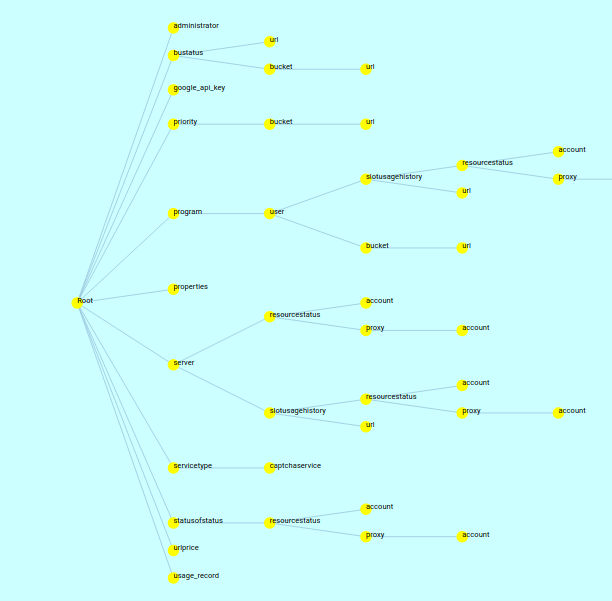 administrator
url
bustatus
bucket
url
google_api_key
priority
bucket
url
account
resourcestatus
slotusagehistory
proxy
url
program
user
bucket
url
properties
Root
account
resourcestatus
proxy
account
server
account
resourcestatus
slotusagehistory
proxy
account
url
servicetype
captchaservice
account
statusofstatus
resourcestatus
proxy
account
urlprice
usage_record